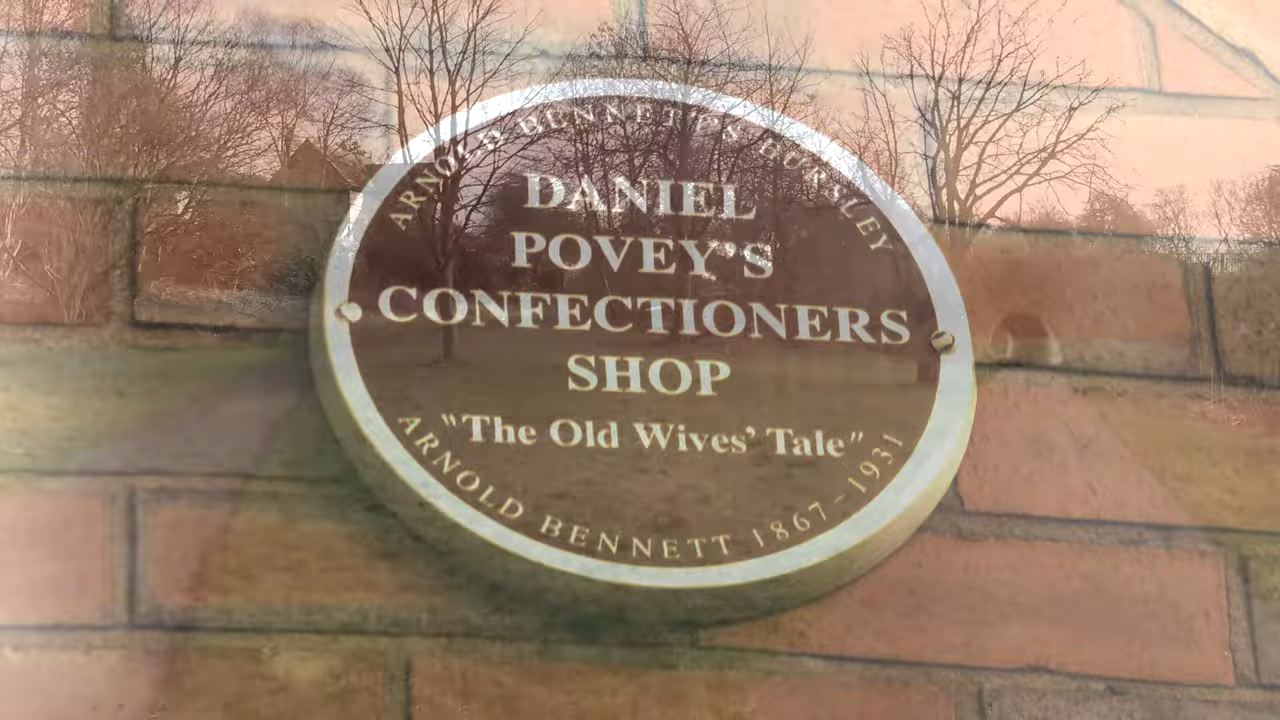 ARNOLD BENNETT'S BURSLEY
DANIEL
POVEY'S
CONFECTIONERS
SHOP
"The Old Wives' Tale"
ARNOLD BENNETT 1867-1931